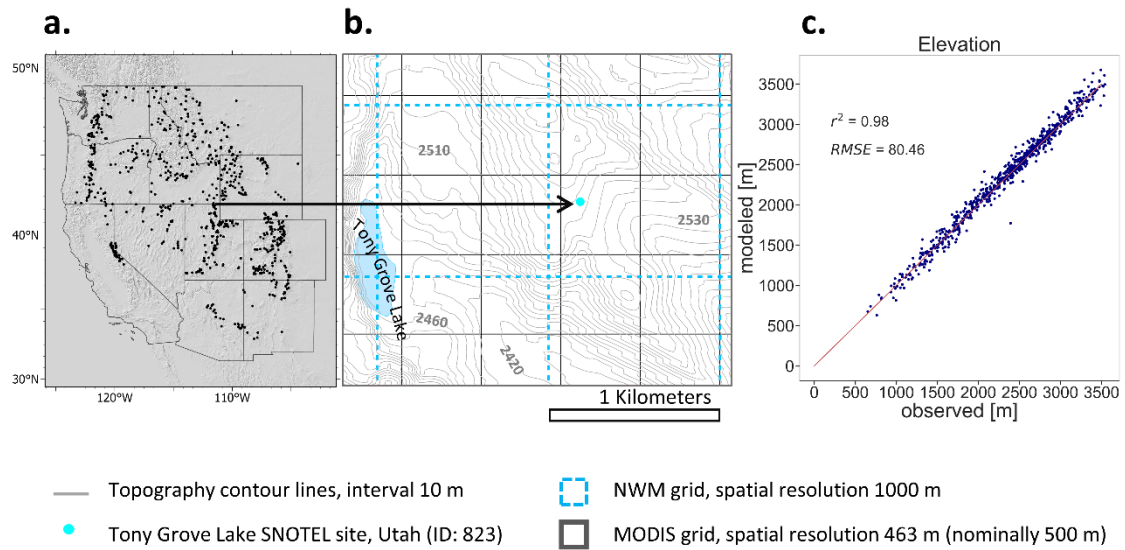 a.
50°N
40°N
30°N
120°W
110°W
b.
2510
2530
Tony Grove Lake
2460
2420
1 Kilometers
c.
Elevation
r² = 0.98
RMSE = 80.46
modeled [m]
3500
3000
2500
2000
1500
1000
500
0
0 500 1000 1500 2000 2500 3000 3500
observed [m]
Topography contour lines, interval 10 m
Tony Grove Lake SNOTEL site, Utah (ID: 823)
NWM grid, spatial resolution 1000 m
MODIS grid, spatial resolution 463 m (nominally 500 m)